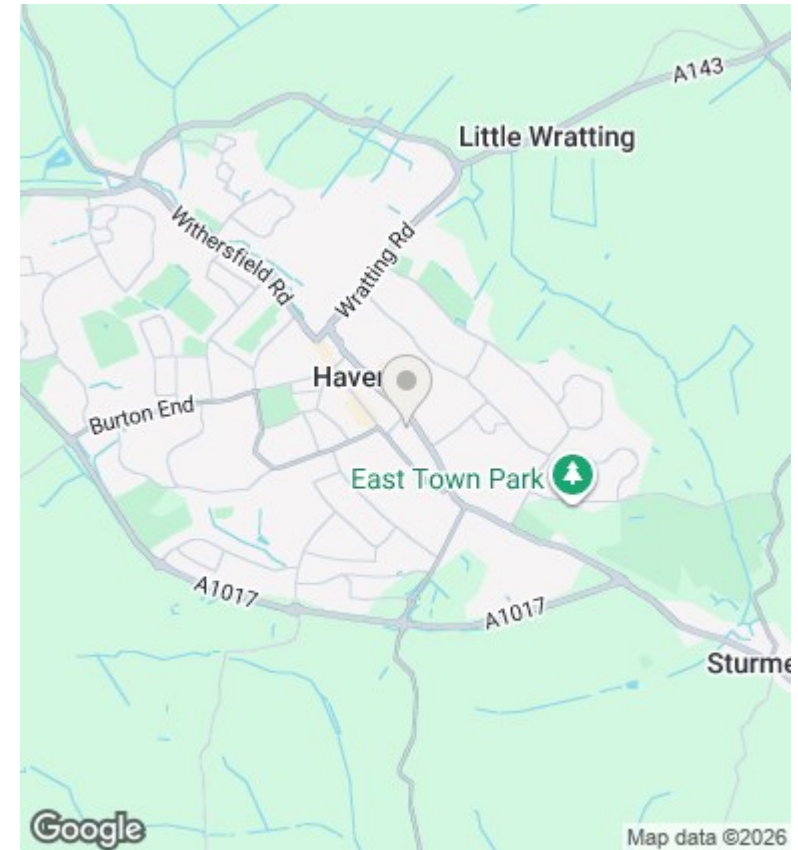 A143
Little Wratting
Withersfield Rd
Wratting Rd
Haver
Burton End
East Town Park
A1017
A1017
Sturme
Google
Map data ©2026